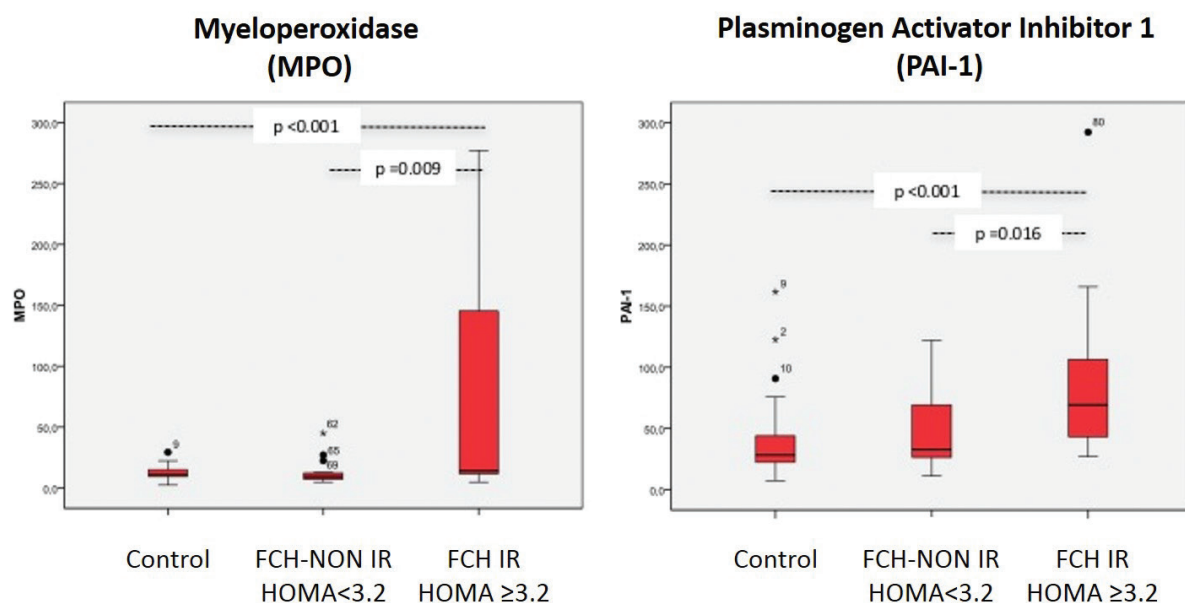 Myeloperoxidase
(MPO)
300,0
250,0
200,0
150,0
100,0
50,0
0,0
MPO
p <0.001
p =0.009
9
62
65
69
Control
FCH-NON IR
HOMA<3.2
FCH IR
HOMA ≥3.2
Plasminogen Activator Inhibitor 1
(PAI-1)
300,0
250,0
200,0
150,0
100,0
50,0
0,0
PAI-1
80
p <0.001
p =0.016
9
2
10
Control
FCH-NON IR
HOMA<3.2
FCH IR
HOMA ≥3.2